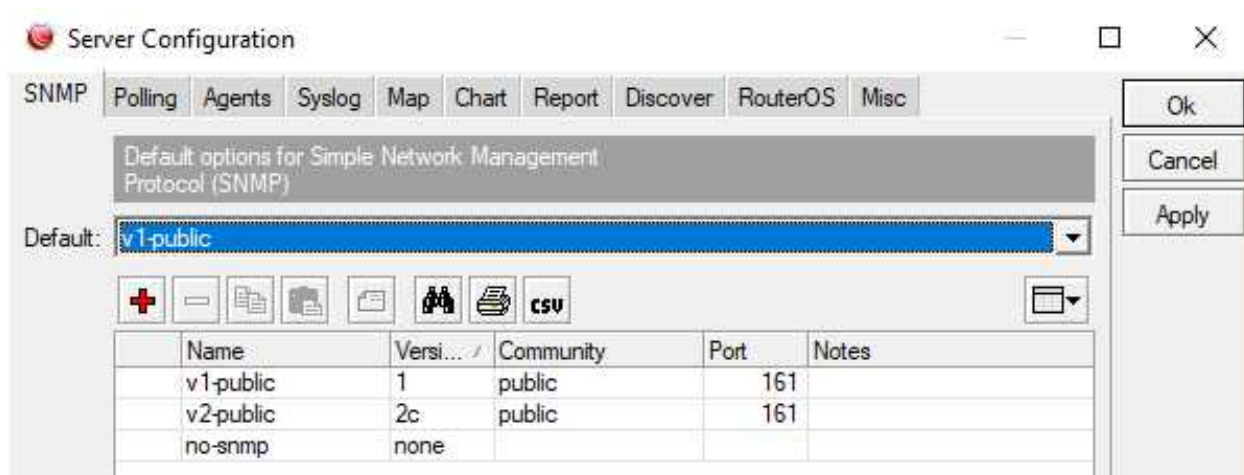 Server Configuration
SNMP Polling Agents Syslog Map Chart Report Discover RouterOS Misc
Ok
Default options for Simple Network Management
Protocol (SNMP)
Cancel
Apply
Default: v1-public
csv
Name Versi... Community Port Notes
v1-public 1 public 161
v2-public 2c public 161
no-snmp none